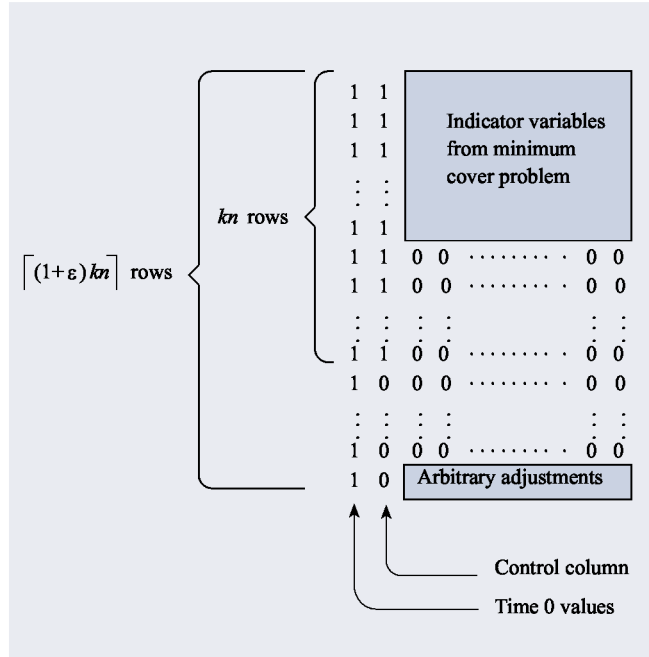 1 1 Indicator variables
1 1 from minimum
1 1 cover problem
⋮ ⋮
kn rows
1 1
⌈(1+ε)kn⌉ rows
1 1 0 0 ········· 0 0
1 1 0 0 ········· 0 0
⋮ ⋮ ⋮ ⋮ ⋮ ⋮
1 1 0 0 ········· 0 0
1 0 0 0 ········· 0 0
⋮ ⋮ ⋮ ⋮ ⋮ ⋮
1 0 0 0 ········· 0 0
1 0 Arbitrary adjustments
Control column
Time 0 values